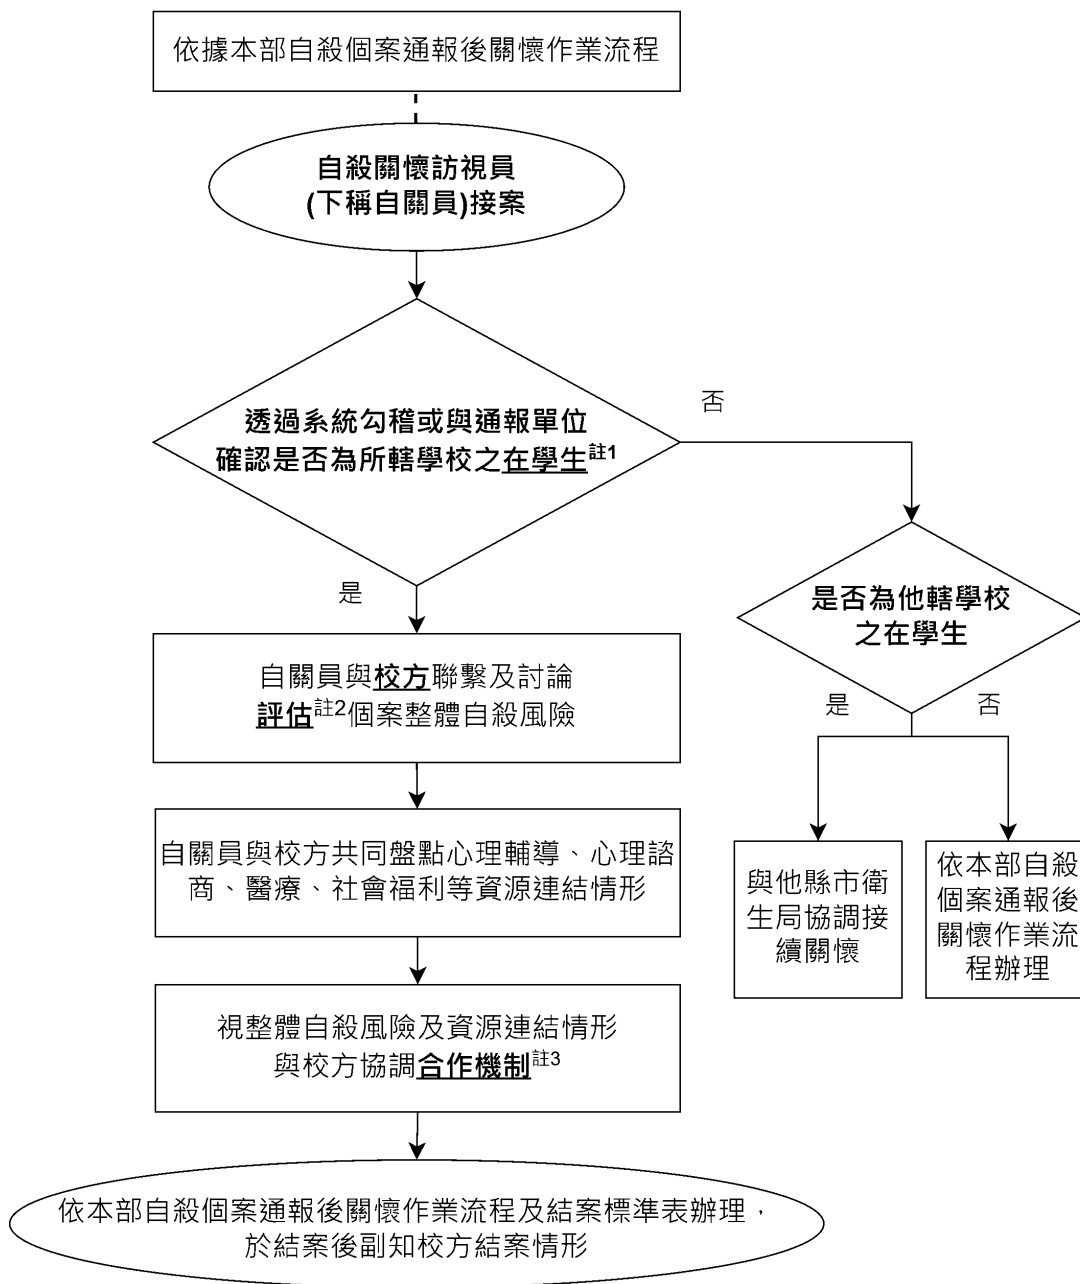 依據本部自殺個案通報後關懷作業流程
自殺關懷訪視員
(下稱自關員)接案
透過系統勾稽或與通報單位
確認是否為所轄學校之在學生註1
否
是
是否為他轄學校
之在學生
是
否
自關員與校方聯繫及討論
評估註2個案整體自殺風險
自關員與校方共同盤點心理輔導、心理諮
商、醫療、社會福利等資源連結情形
與他縣市衛
生局協調接
續關懷
依本部自殺
個案通報後
關懷作業流
程辦理
視整體自殺風險及資源連結情形
與校方協調合作機制註3
依本部自殺個案通報後關懷作業流程及結案標準表辦理，
於結案後副知校方結案情形